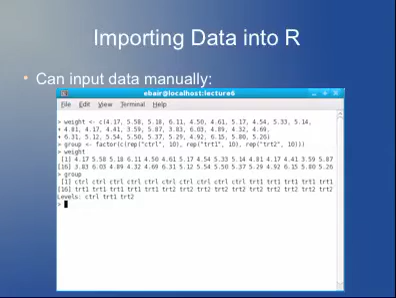 Importing Data into R
• Can input data manually:
ebair@localhost:lecture6
File Edit View Terminal Help
> weight <- c(4.17, 5.58, 5.18, 6.11, 4.50, 4.61, 5.17, 4.54, 5.33, 5.14,
+ 4.81, 4.17, 4.41, 3.59, 5.87, 3.83, 6.03, 4.89, 4.32, 4.69,
+ 6.31, 5.12, 5.54, 5.50, 5.37, 5.29, 4.92, 6.15, 5.80, 5.26)
> group <- factor(c(rep("ctrl", 10), rep("trt1", 10), rep("trt2", 10)))
> weight
[1] 4.17 5.58 5.18 6.11 4.50 4.61 5.17 4.54 5.33 5.14 4.81 4.17 4.41 3.59 5.87
[16] 3.83 6.03 4.89 4.32 4.69 6.31 5.12 5.54 5.50 5.37 5.29 4.92 6.15 5.80 5.26
> group
[1] ctrl ctrl ctrl ctrl ctrl ctrl ctrl ctrl ctrl ctrl trt1 trt1 trt1 trt1 trt1
[16] trt1 trt1 trt1 trt1 trt1 trt2 trt2 trt2 trt2 trt2 trt2 trt2 trt2 trt2 trt2
Levels: ctrl trt1 trt2
>